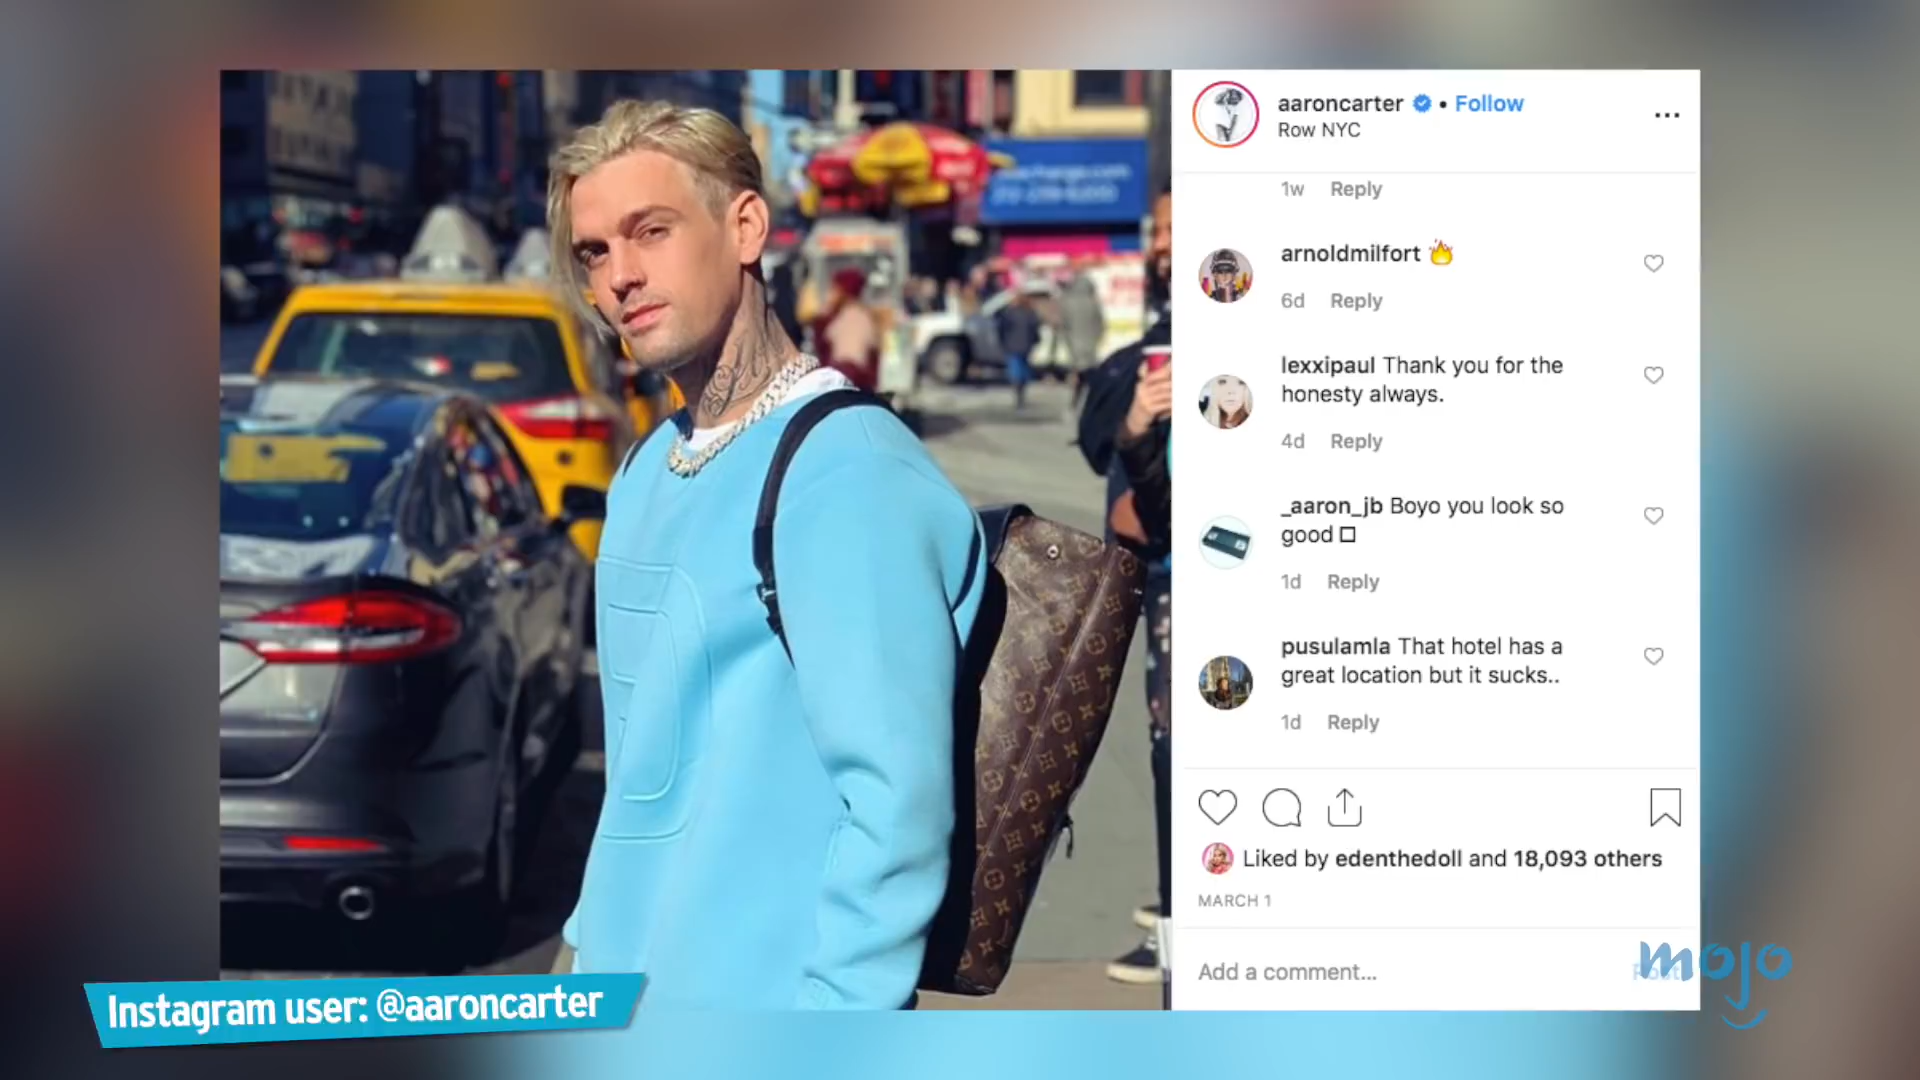 aaroncarter • Follow
Row NYC
1w Reply
arnoldmilfort 🔥
6d Reply
lexxipaul Thank you for the
honesty always.
4d Reply
_aaron_jb Boyo you look so
good □
1d Reply
pusulamla That hotel has a
great location but it sucks..
1d Reply
Liked by edenthedoll and 18,093 others
MARCH 1
Add a comment...
Post
mojo
Instagram user: @aaroncarter